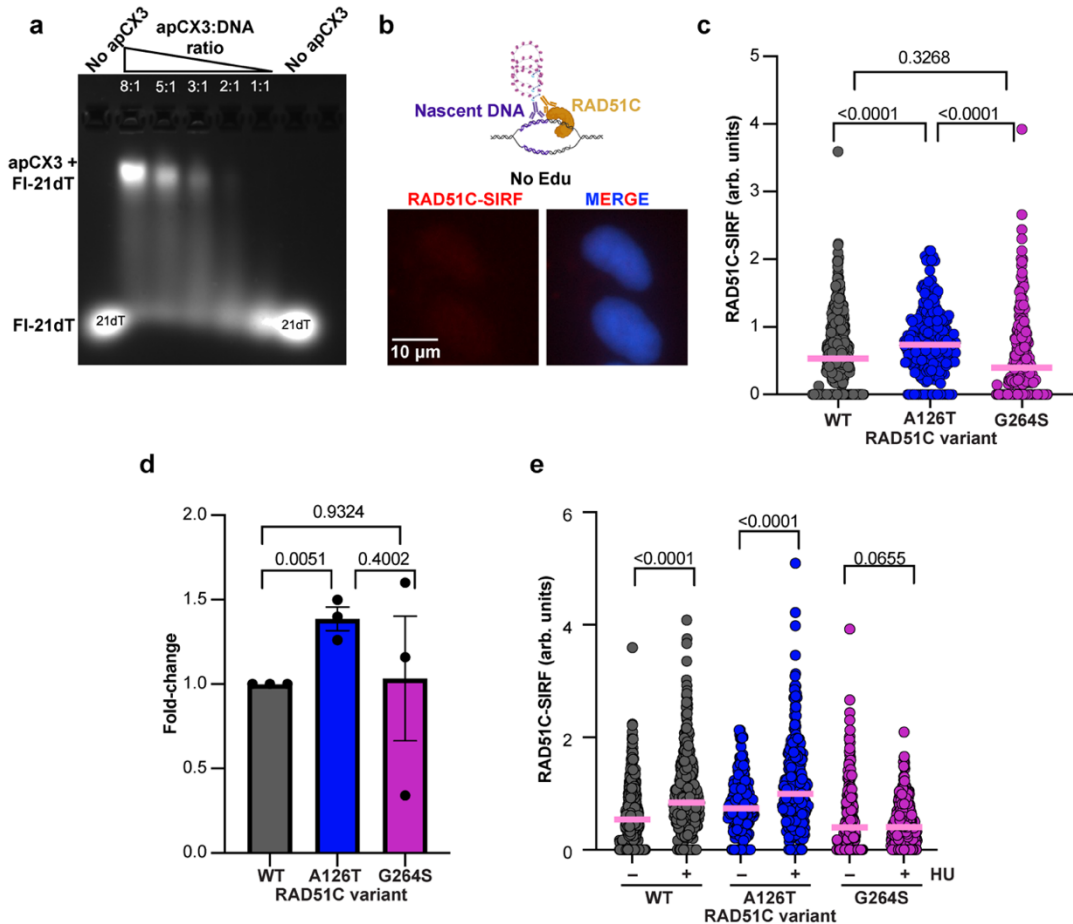 a
No apCX3
apCX3:DNA
ratio
No apCX3
8:1 5:1 3:1 2:1 1:1
apCX3 +
Fl-21dT
Fl-21dT
21dT
21dT
b
Nascent DNA
RAD51C
No Edu
RAD51C-SIRF
MERGE
10 µm
c
RAD51C-SIRF (arb. units)
5
4
3
2
1
0
0.3268
<0.0001
<0.0001
WT
A126T
G264S
RAD51C variant
d
Fold-change
2.0
1.5
1.0
0.5
0.0
0.9324
0.0051
0.4002
WT
A126T
G264S
RAD51C variant
e
RAD51C-SIRF (arb. units)
6
4
2
0
<0.0001
<0.0001
0.0655
– + – + – + HU
WT
A126T
G264S
RAD51C variant